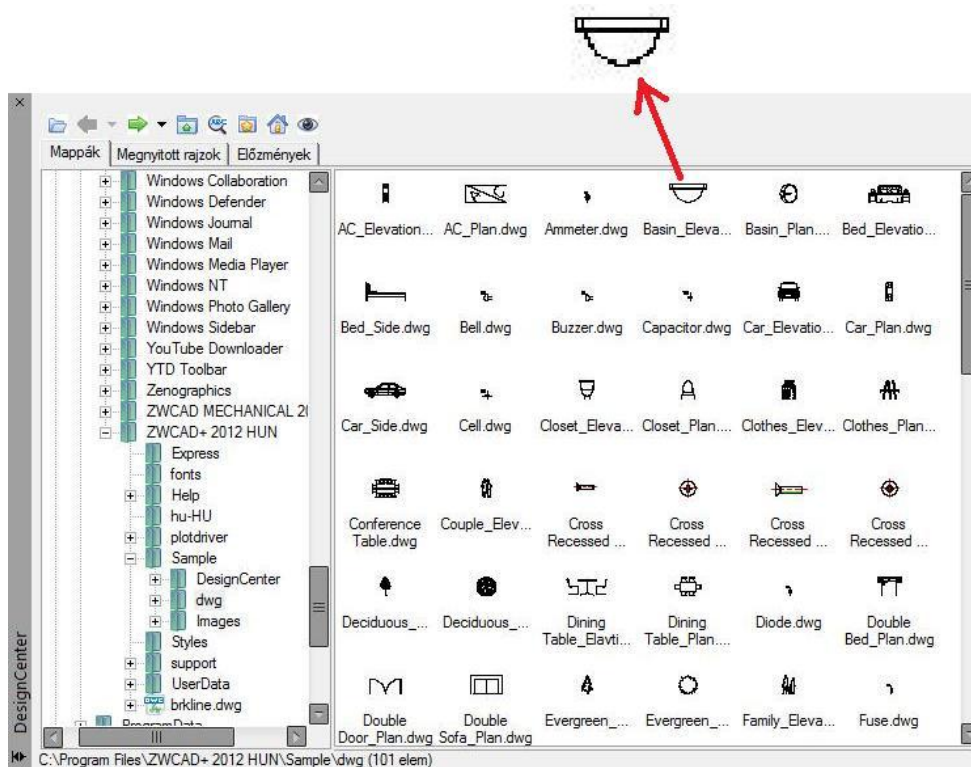 Mappák
Megnyitott rajzok
Előzmények
Windows Collaboration
Windows Defender
Windows Journal
Windows Mail
Windows Media Player
Windows NT
Windows Photo Gallery
Windows Sidebar
YouTube Downloader
YTD Toolbar
Zenographics
ZWCAD MECHANICAL 20
ZWCAD+ 2012 HUN
Express
fonts
Help
hu-HU
plotdriver
Sample
DesignCenter
dwg
Images
Styles
support
UserData
brkline.dwg
ProgramData
AC_Elevation... AC_Plan.dwg Ammeter.dwg Basin_Eleva... Basin_Plan.... Bed_Elevatio...
Bed_Side.dwg Bell.dwg Buzzer.dwg Capacitor.dwg Car_Elevatio... Car_Plan.dwg
Car_Side.dwg Cell.dwg Closet_Eleva... Closet_Plan.... Clothes_Elev... Clothes_Plan...
Conference Couple_Elev... Cross Cross Cross Cross
Table.dwg Recessed ... Recessed ... Recessed ... Recessed ...
Deciduous_... Deciduous_... Dining Dining Diode.dwg Double
Table_Elavti... Table_Plan.... Bed_Plan.dwg
Double Double Evergreen_... Evergreen_... Family_Eleva... Fuse.dwg
Door_Plan.dwg Sofa_Plan.dwg
DesignCenter
C:\Program Files\ZWCAD+ 2012 HUN\Sample\dwg (101 elem)